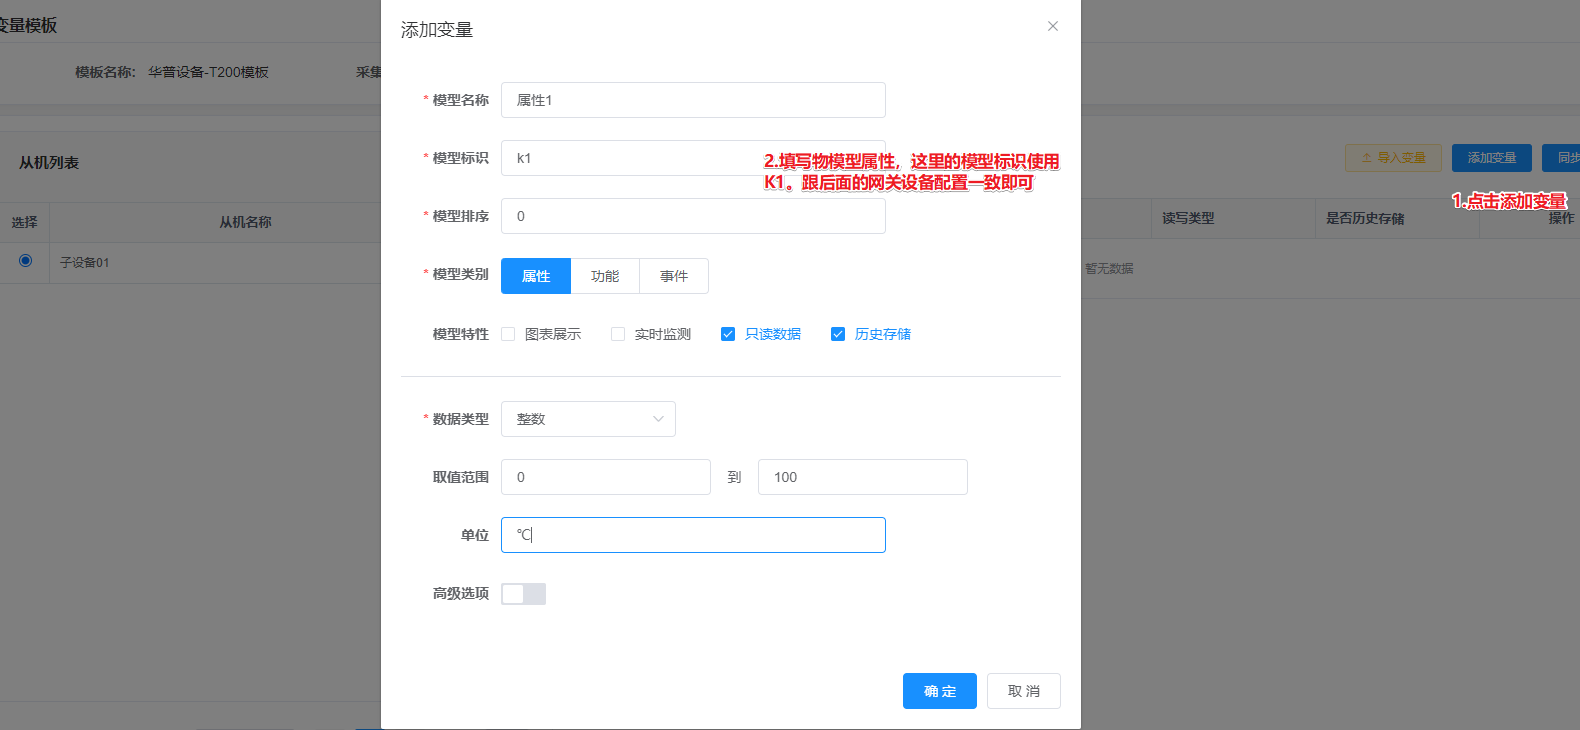 变量模板
添加变量
模板名称： 华普设备-T200模板
采集
* 模型名称 属性1
* 模型标识 k1
2.填写物模型属性，这里的模型标识使用
K1。跟后面的网关设备配置一致即可
从机列表
导入变量 添加变量 同步
1.点击添加变量
* 模型排序 0
选择 从机名称
读写类型 是否历史存储 操作
子设备01
暂无数据
* 模型类别 属性 功能 事件
模型特性 图表展示 实时监测 只读数据 历史存储
* 数据类型 整数
取值范围 0 到 100
单位 ℃
高级选项
确 定 取 消